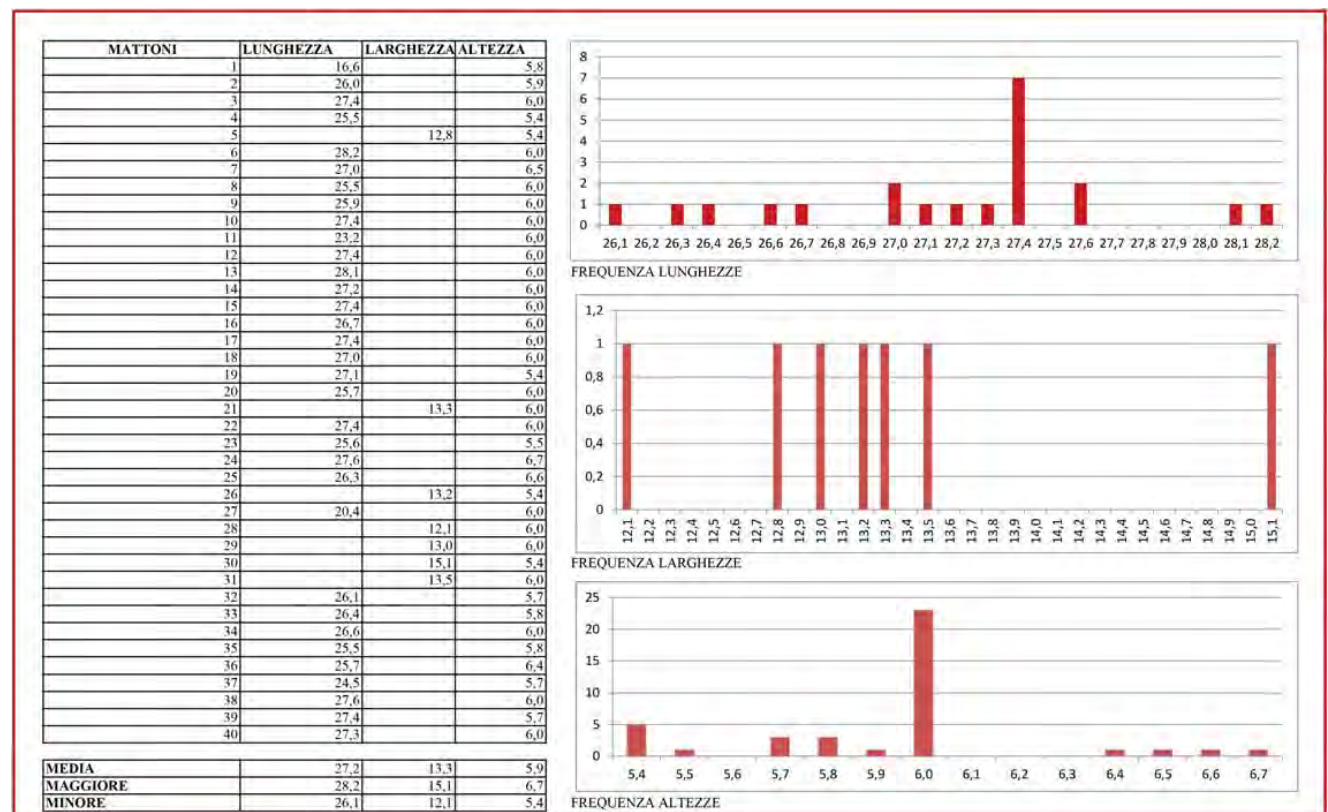 MATTONI LUNGHEZZA LARGHEZZA ALTEZZA
1 16,6 5,8
2 26,0 5,9
3 27,4 6,0
4 25,5 5,4
5 12,8 5,4
6 28,2 6,0
7 27,0 6,5
8 25,5 6,0
9 25,9 6,0
10 27,4 6,0
11 23,2 6,0
12 27,4 6,0
13 28,1 6,0
14 27,2 6,0
15 27,4 6,0
16 26,7 6,0
17 27,4 6,0
18 27,0 6,0
19 27,1 5,4
20 25,7 6,0
21 13,3 6,0
22 27,4 6,0
23 25,6 5,5
24 27,6 6,7
25 26,3 6,6
26 13,2 5,4
27 20,4 6,0
28 12,1 6,0
29 13,0 6,0
30 15,1 5,4
31 13,5 6,0
32 26,1 5,7
33 26,4 5,8
34 26,6 6,0
35 25,5 5,8
36 25,7 6,4
37 24,5 5,7
38 27,6 6,0
39 27,4 5,7
40 27,3 6,0
MEDIA 27,2 13,3 5,9
MAGGIORE 28,2 15,1 6,7
MINORE 26,1 12,1 5,4
8
7
6
5
4
3
2
1
0
26,1 26,2 26,3 26,4 26,5 26,6 26,7 26,8 26,9 27,0 27,1 27,2 27,3 27,4 27,5 27,6 27,7 27,8 27,9 28,0 28,1 28,2
FREQUENZA LUNGHEZZE
1,2
1
0,8
0,6
0,4
0,2
0
12,1 12,2 12,3 12,4 12,5 12,6 12,7 12,8 12,9 13,0 13,1 13,2 13,3 13,4 13,5 13,6 13,7 13,8 13,9 14,0 14,1 14,2 14,3 14,4 14,5 14,6 14,7 14,8 14,9 15,0 15,1
FREQUENZA LARGHEZZE
25
20
15
10
5
0
5,4 5,5 5,6 5,7 5,8 5,9 6,0 6,1 6,2 6,3 6,4 6,5 6,6 6,7
FREQUENZA ALTEZZE